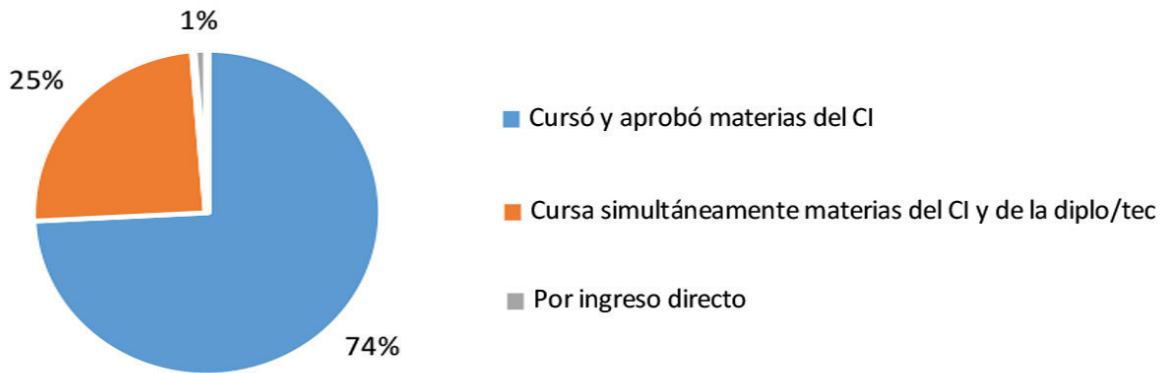 1%
25%
74%
Cursó y aprobó materias del CI
Cursa simultáneamente materias del CI y de la diplo/tec
Por ingreso directo